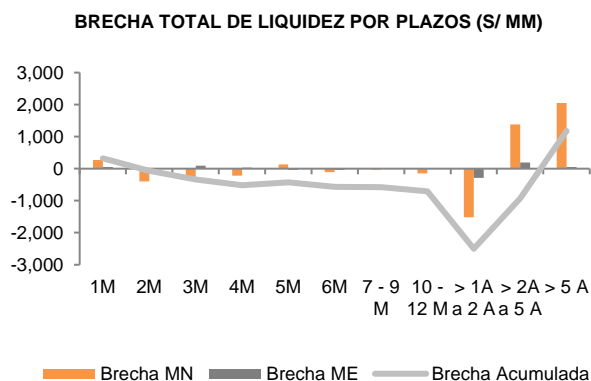 BRECHA TOTAL DE LIQUIDEZ POR PLAZOS (S/ MM)
3,000
2,000
1,000
0
-1,000
-2,000
-3,000
1M 2M 3M 4M 5M 6M 7 - 9 10 - > 1A > 2A > 5 A
M 12 M a 2 A a 5 A
Brecha MN Brecha ME Brecha Acumulada